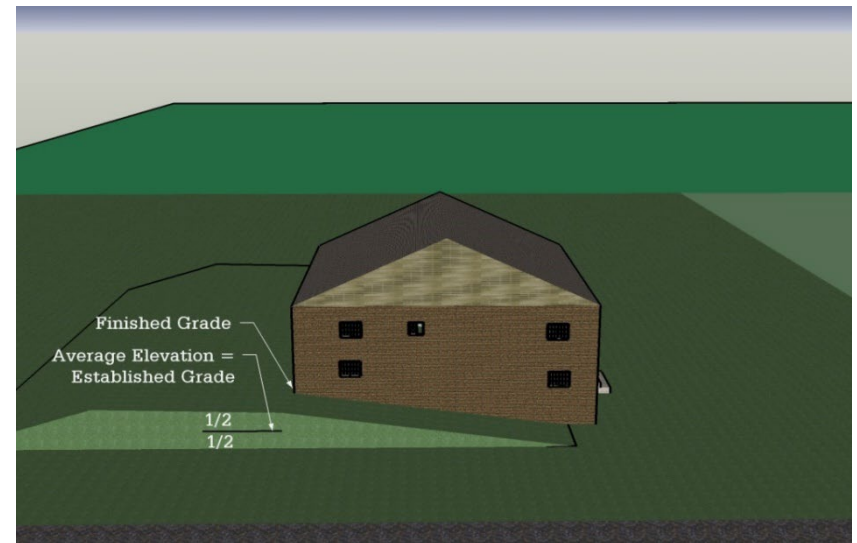 Finished Grade
Average Elevation =
Established Grade
1/2
1/2